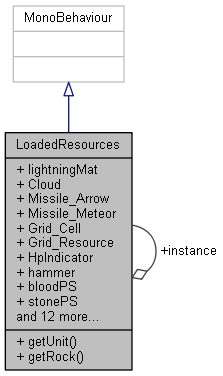 MonoBehaviour
LoadedResources
+ lightningMat
+ Cloud
+ Missile_Arrow
+ Missile_Meteor
+ Grid_Cell
+ Grid_Resource
+ HpIndicator
+ hammer
+ bloodPS
+ stonePS
and 12 more...
+ getUnit()
+ getRock()
+instance